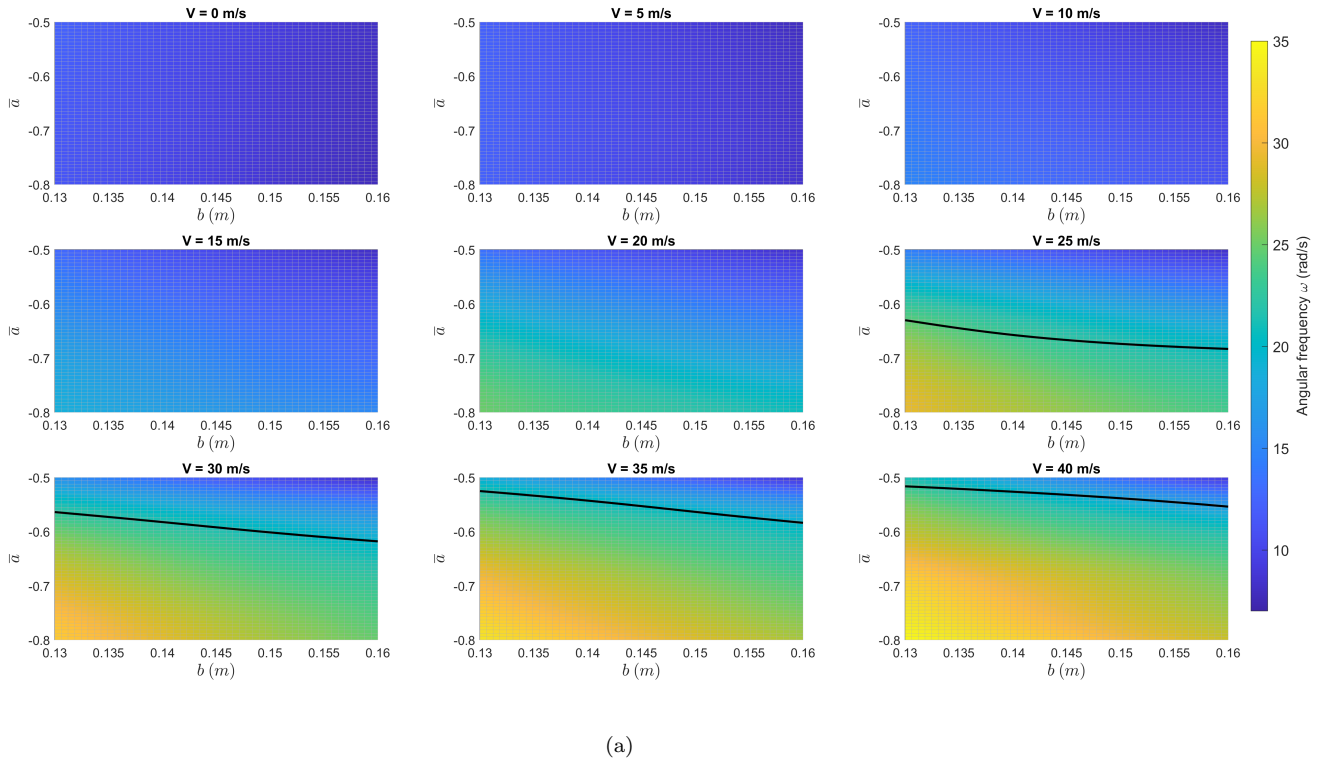 V = 0 m/s
-0.5
-0.6
-0.7
-0.8
a̅
0.13 0.135 0.14 0.145 0.15 0.155 0.16
b (m)
V = 5 m/s
-0.5
-0.6
-0.7
-0.8
a̅
0.13 0.135 0.14 0.145 0.15 0.155 0.16
b (m)
V = 10 m/s
-0.5
-0.6
-0.7
-0.8
a̅
0.13 0.135 0.14 0.145 0.15 0.155 0.16
b (m)
V = 15 m/s
-0.5
-0.6
-0.7
-0.8
a̅
0.13 0.135 0.14 0.145 0.15 0.155 0.16
b (m)
V = 20 m/s
-0.5
-0.6
-0.7
-0.8
a̅
0.13 0.135 0.14 0.145 0.15 0.155 0.16
b (m)
V = 25 m/s
-0.5
-0.6
-0.7
-0.8
a̅
0.13 0.135 0.14 0.145 0.15 0.155 0.16
b (m)
V = 30 m/s
-0.5
-0.6
-0.7
-0.8
a̅
0.13 0.135 0.14 0.145 0.15 0.155 0.16
b (m)
V = 35 m/s
-0.5
-0.6
-0.7
-0.8
a̅
0.13 0.135 0.14 0.145 0.15 0.155 0.16
b (m)
V = 40 m/s
-0.5
-0.6
-0.7
-0.8
a̅
0.13 0.135 0.14 0.145 0.15 0.155 0.16
b (m)
35
30
25
20
15
10
Angular frequency ω (rad/s)
(a)